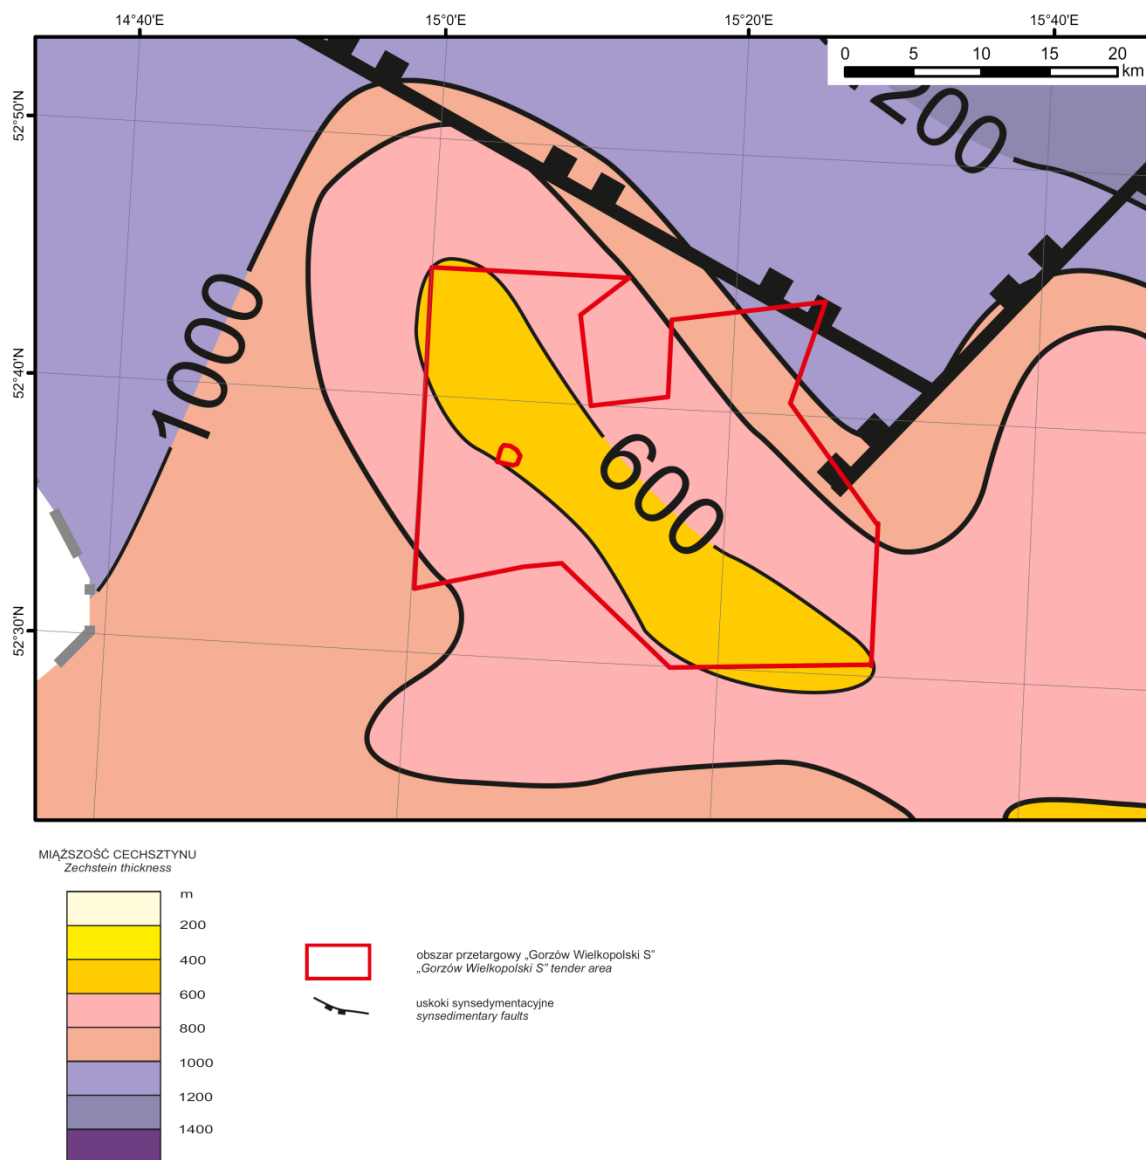 14°40'E
15°0'E
15°20'E
15°40'E
0 5 10 15 20
km
52°50'N
52°40'N
52°30'N
1200
1000
600
MIĄŻSZOŚĆ CECHSZTYNU
Zechstein thickness
m
200
400
600
800
1000
1200
1400
obszar przetargowy „Gorzów Wielkopolski S”
„Gorzów Wielkopolski S” tender area
uskoki synsedymentacyjne
synsedimentary faults